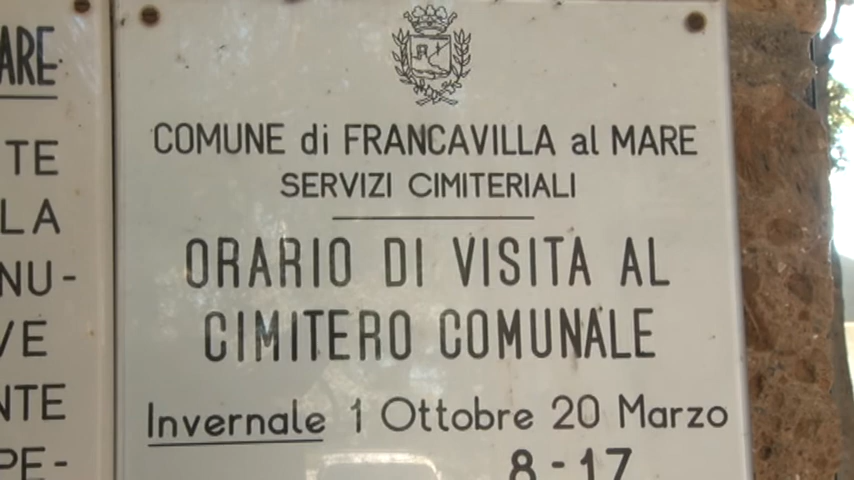 ARE
TE
LA
NU-
VE
NTE
PE-
COMUNE di FRANCAVILLA al MARE
SERVIZI CIMITERIALI
ORARIO DI VISITA AL
CIMITERO COMUNALE
Invernale 1 Ottobre 20 Marzo
8-17